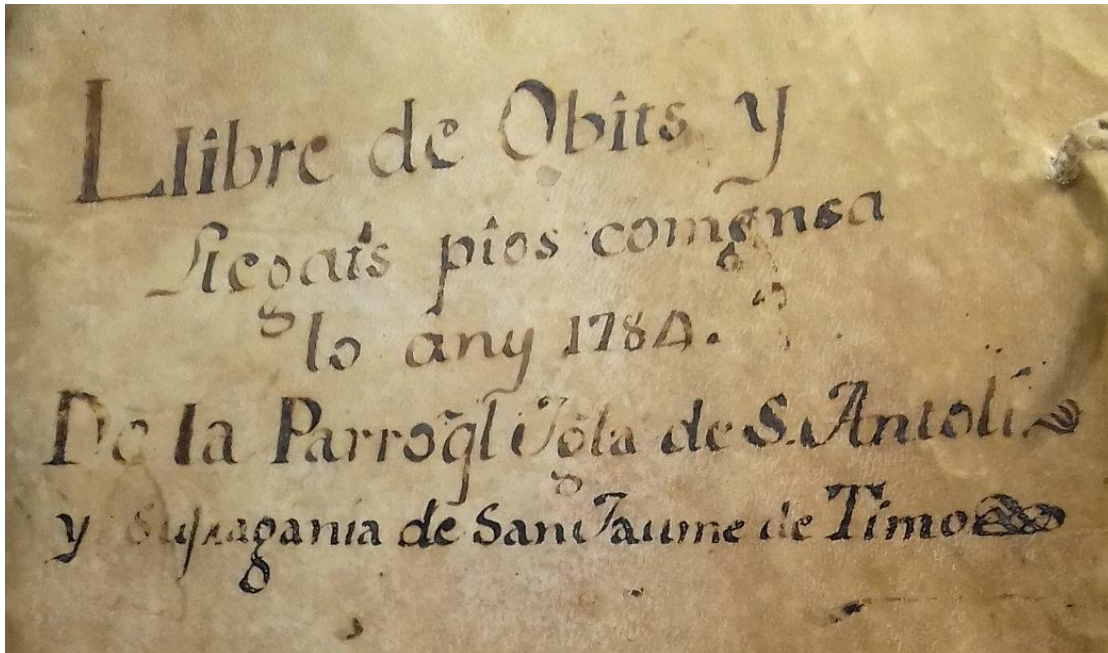 Llibre de Obits y
Llegats pios comensa
lo any 1784.
De la Parroql Igla de S. Antoli
y sufragania de Sant Jaume de Timo